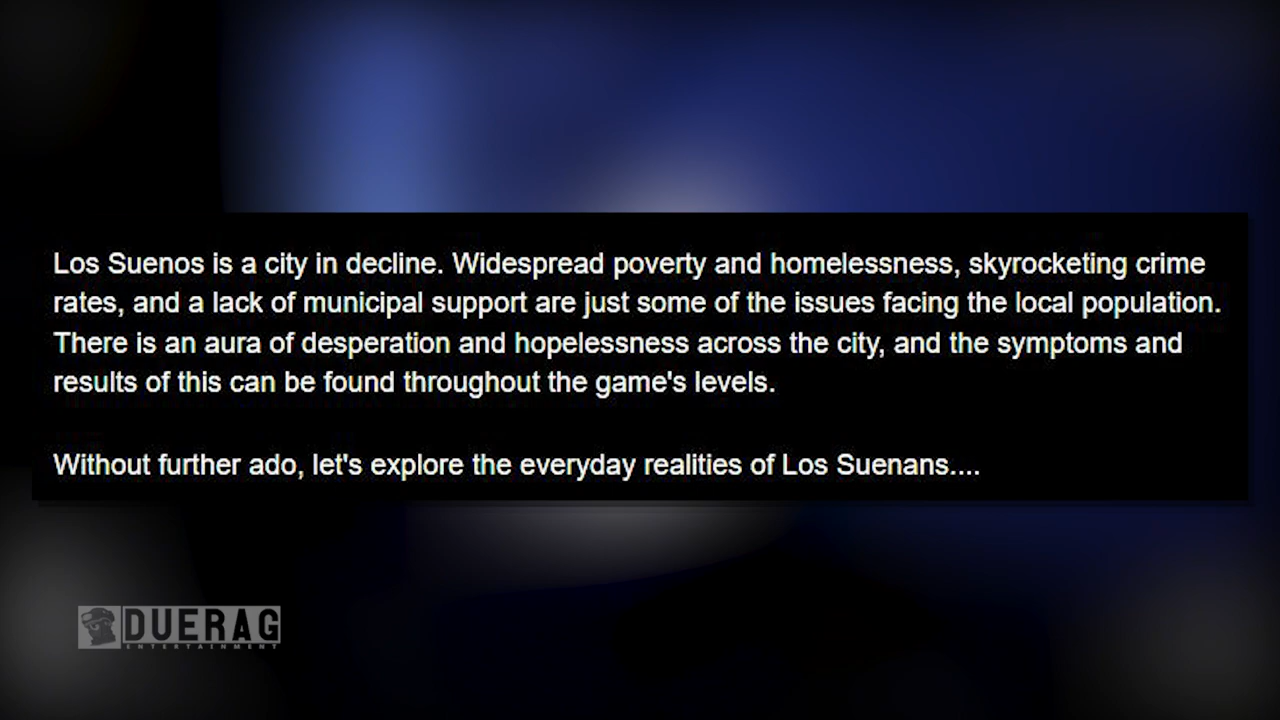 Los Suenos is a city in decline. Widespread poverty and homelessness, skyrocketing crime
rates, and a lack of municipal support are just some of the issues facing the local population.
There is an aura of desperation and hopelessness across the city, and the symptoms and
results of this can be found throughout the game's levels.
Without further ado, let's explore the everyday realities of Los Suenans....
DUERAG
ENTERTAINMENT